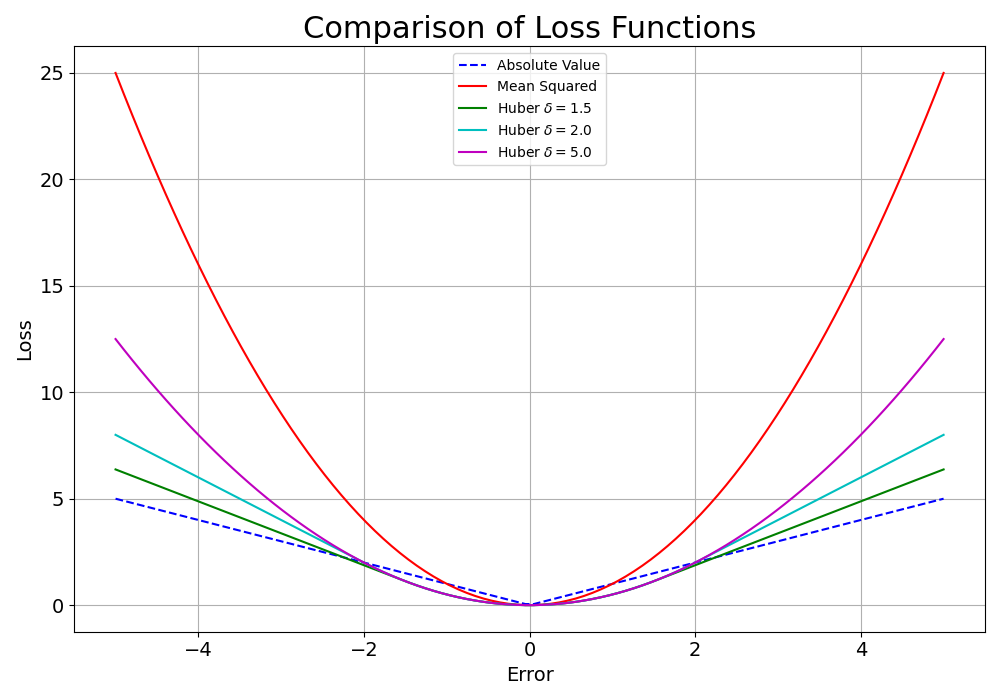 Comparison of Loss Functions
Absolute Value
Mean Squared
Huber δ = 1.5
Huber δ = 2.0
Huber δ = 5.0
25
20
15
10
5
0
Loss
−4
−2
0
2
4
Error